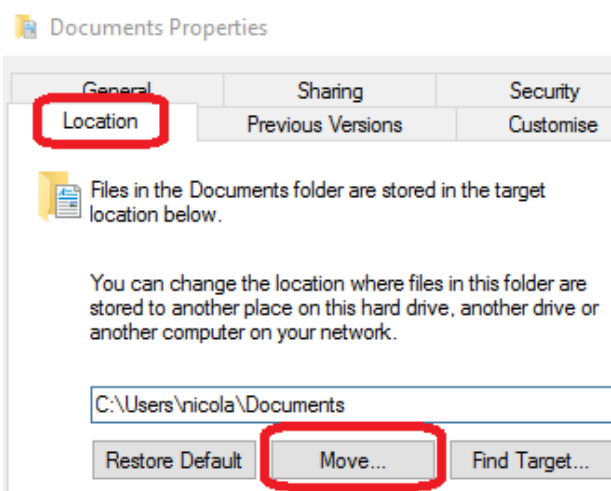 Documents Properties
General Sharing Security
Location Previous Versions Customise
Files in the Documents folder are stored in the target
location below.
You can change the location where files in this folder are
stored to another place on this hard drive, another drive or
another computer on your network.
C:\Users\nicola\Documents
Restore Default Move... Find Target...